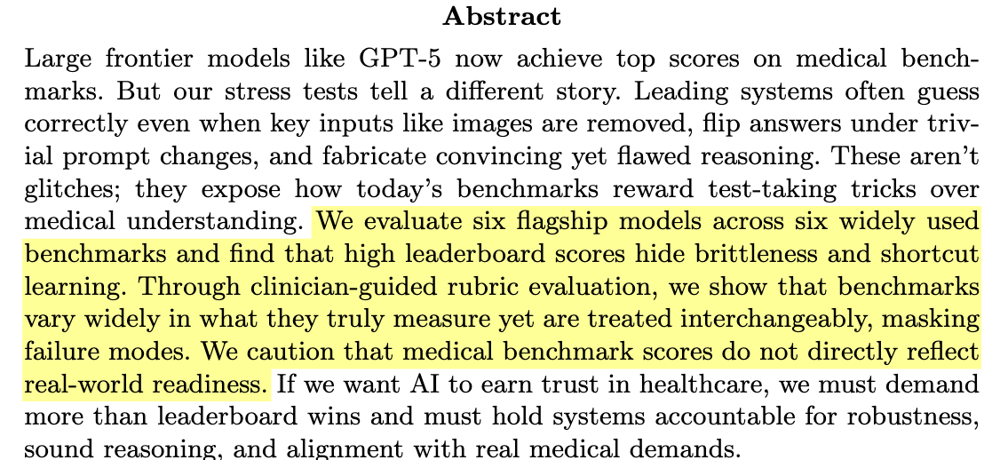 Abstract
Large frontier models like GPT-5 now achieve top scores on medical bench-
marks. But our stress tests tell a different story. Leading systems often guess
correctly even when key inputs like images are removed, flip answers under triv-
ial prompt changes, and fabricate convincing yet flawed reasoning. These aren't
glitches; they expose how today's benchmarks reward test-taking tricks over
medical understanding. We evaluate six flagship models across six widely used
benchmarks and find that high leaderboard scores hide brittleness and shortcut
learning. Through clinician-guided rubric evaluation, we show that benchmarks
vary widely in what they truly measure yet are treated interchangeably, masking
failure modes. We caution that medical benchmark scores do not directly reflect
real-world readiness. If we want AI to earn trust in healthcare, we must demand
more than leaderboard wins and must hold systems accountable for robustness,
sound reasoning, and alignment with real medical demands.